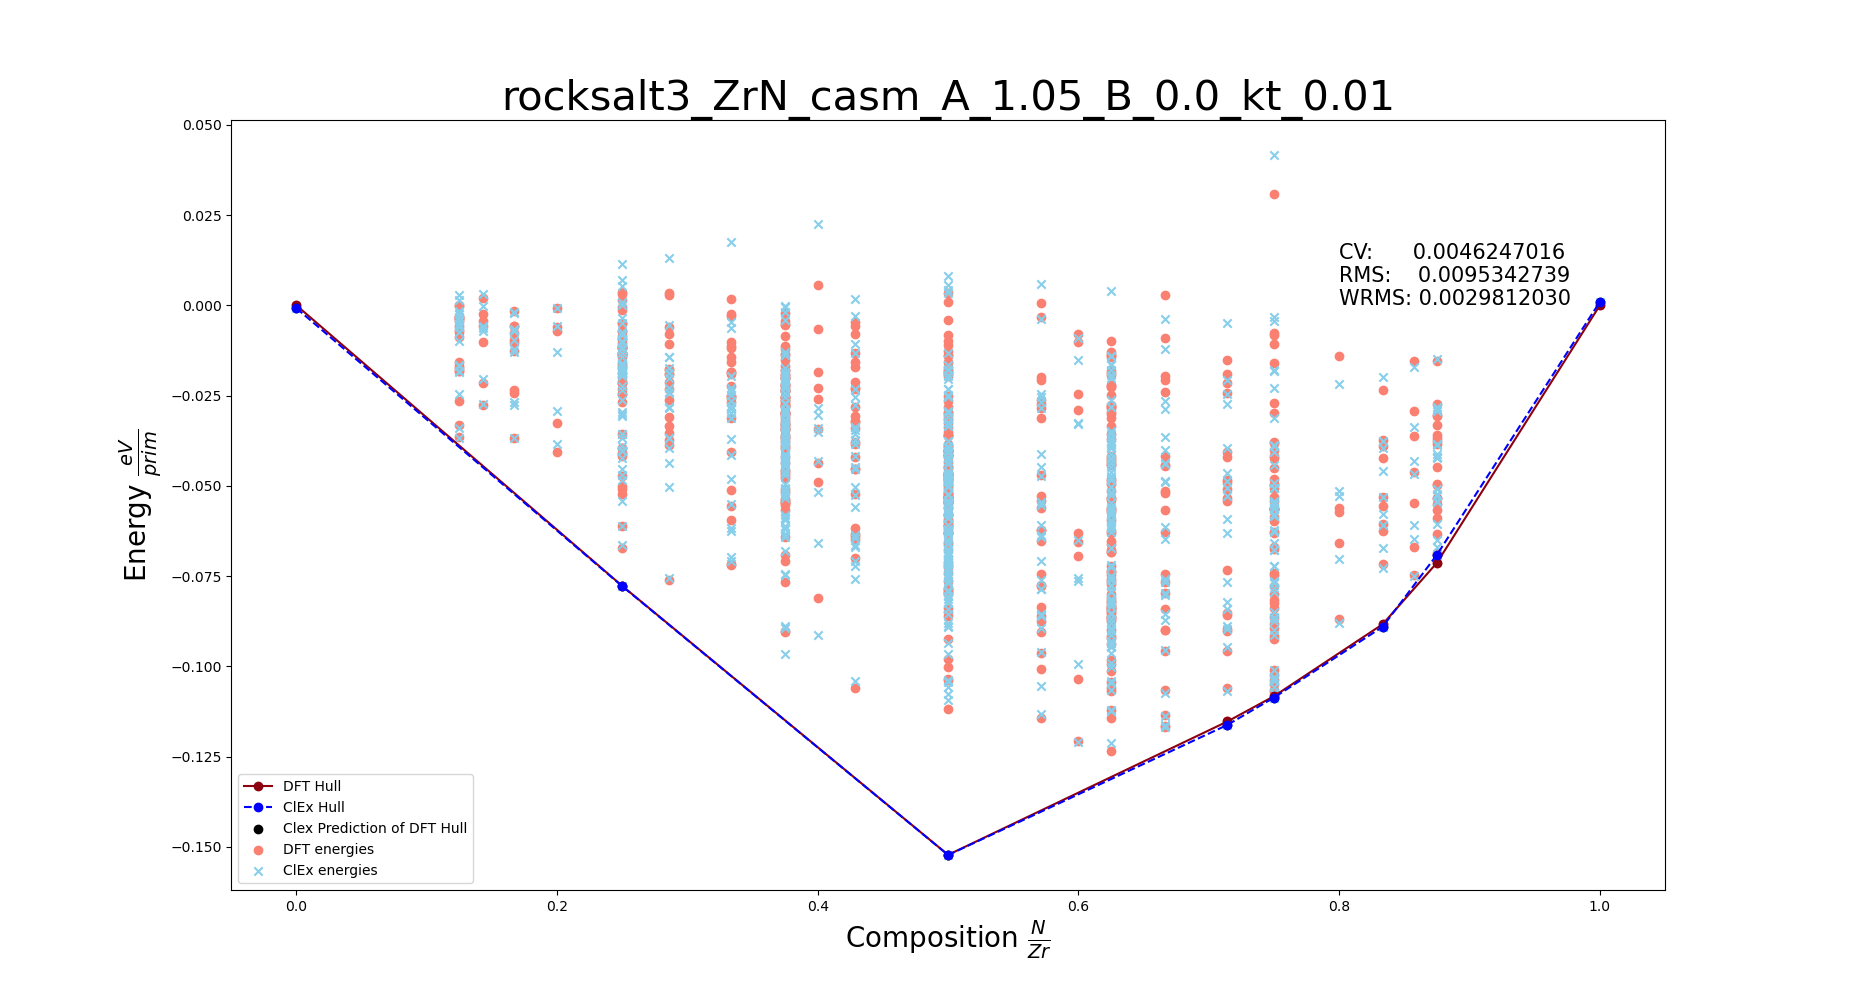 rocksalt3_ZrN_casm_A_1.05_B_0.0_kt_0.01
0.050
0.025
0.000
−0.025
−0.050
−0.075
−0.100
−0.125
−0.150
Energy eV/prim
CV: 0.0046247016
RMS: 0.0095342739
WRMS: 0.0029812030
DFT Hull
ClEx Hull
Clex Prediction of DFT Hull
DFT energies
ClEx energies
0.0 0.2 0.4 0.6 0.8 1.0
Composition N/Zr